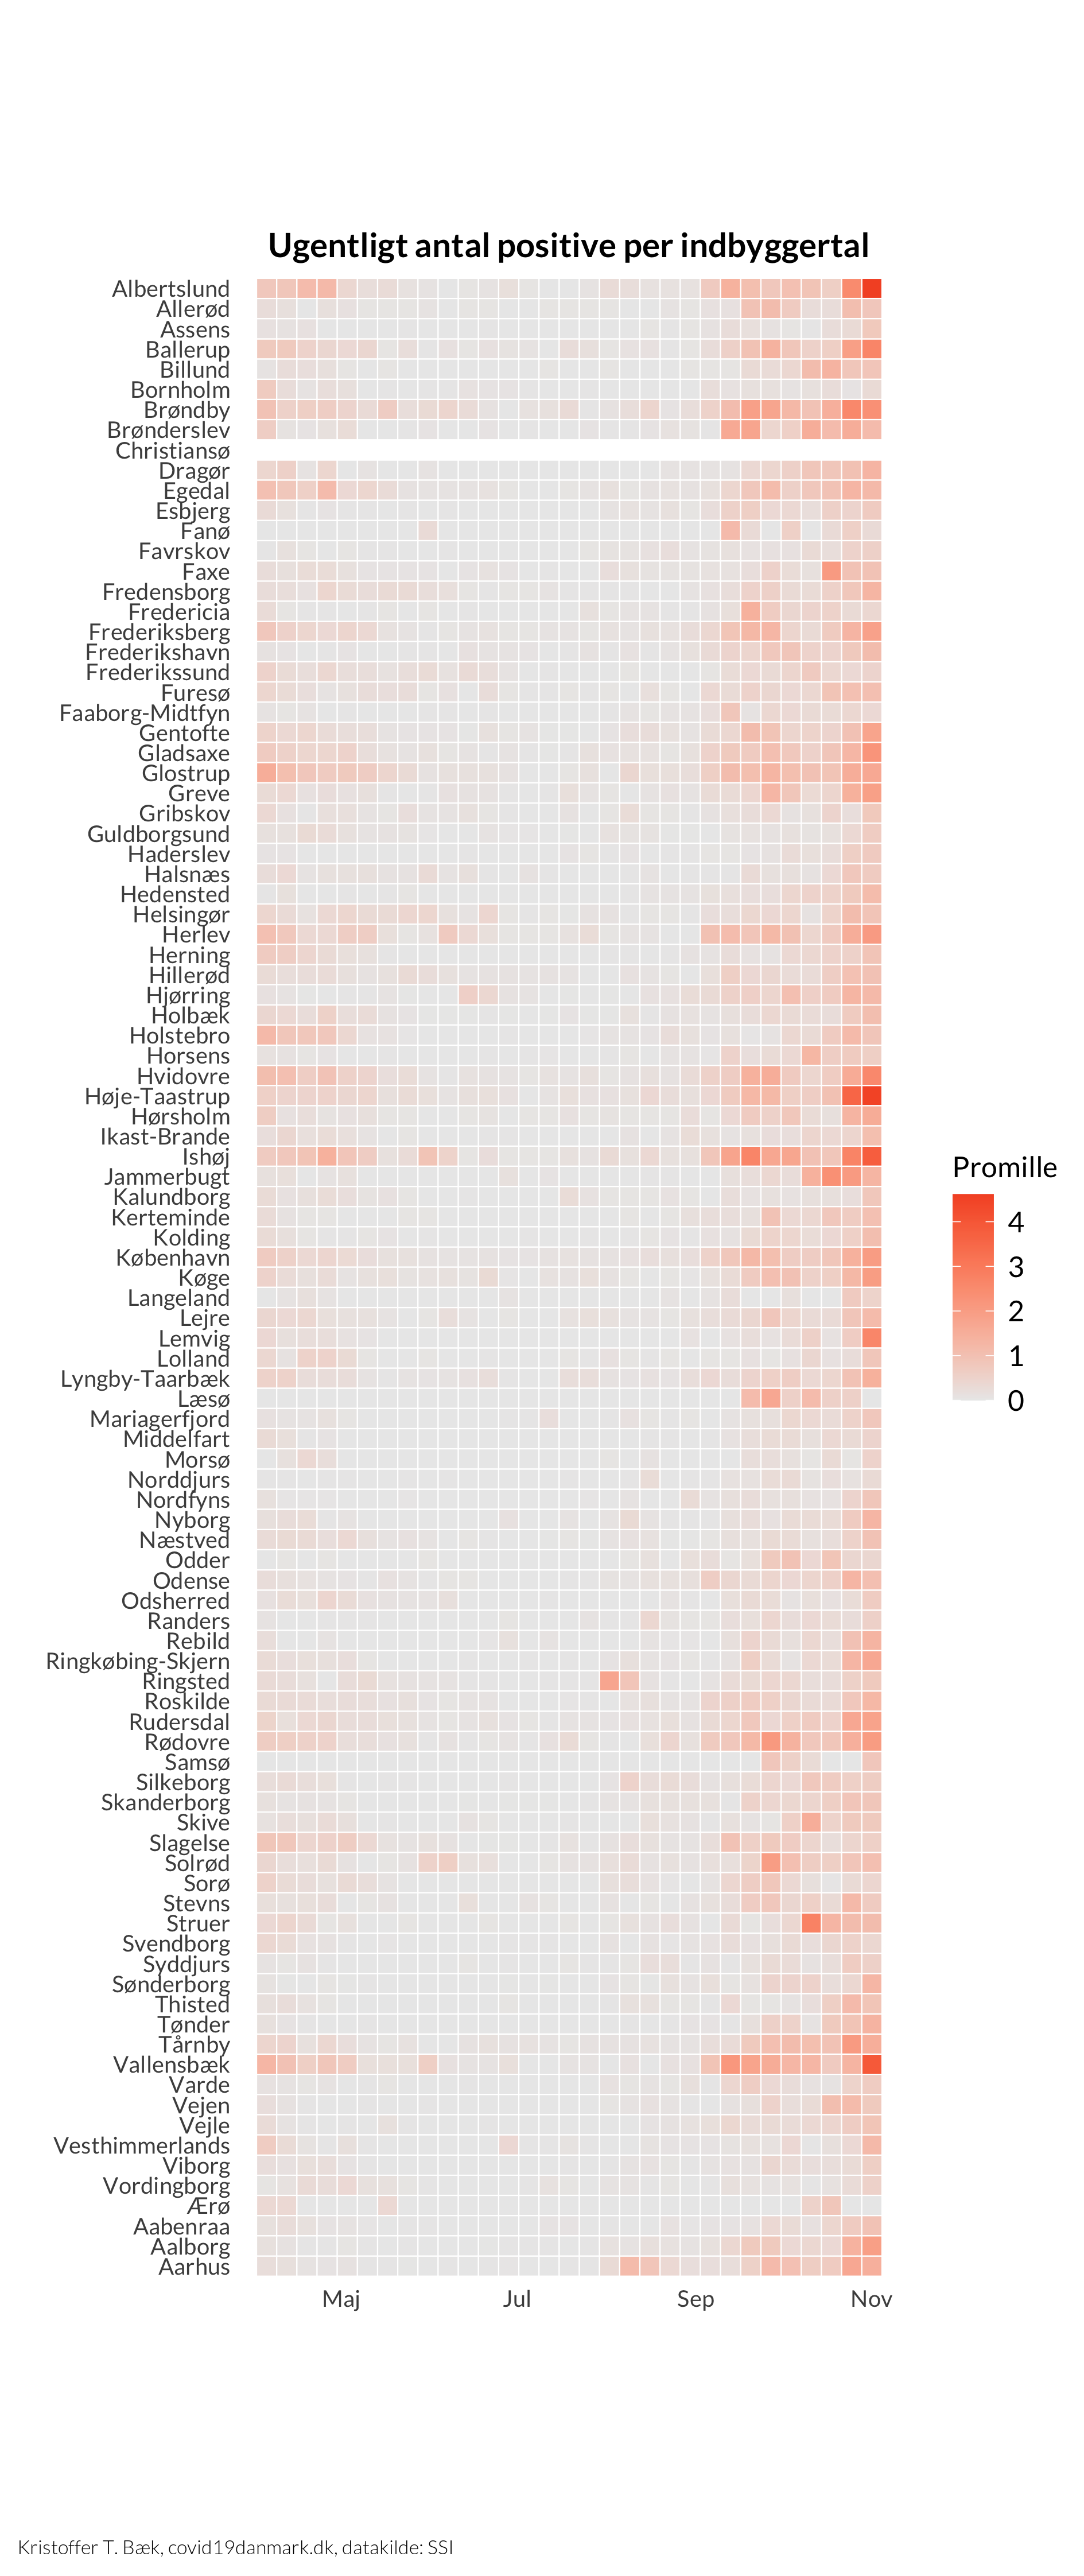 Ugentligt antal positive per indbyggertal
Albertslund
Allerød
Assens
Ballerup
Billund
Bornholm
Brøndby
Brønderslev
Christiansø
Dragør
Egedal
Esbjerg
Fanø
Favrskov
Faxe
Fredensborg
Fredericia
Frederiksberg
Frederikshavn
Frederikssund
Furesø
Faaborg-Midtfyn
Gentofte
Gladsaxe
Glostrup
Greve
Gribskov
Guldborgsund
Haderslev
Halsnæs
Hedensted
Helsingør
Herlev
Herning
Hillerød
Hjørring
Holbæk
Holstebro
Horsens
Hvidovre
Høje-Taastrup
Hørsholm
Ikast-Brande
Ishøj
Jammerbugt
Kalundborg
Kerteminde
Kolding
København
Køge
Langeland
Lejre
Lemvig
Lolland
Lyngby-Taarbæk
Læsø
Mariagerfjord
Middelfart
Morsø
Norddjurs
Nordfyns
Nyborg
Næstved
Odder
Odense
Odsherred
Randers
Rebild
Ringkøbing-Skjern
Ringsted
Roskilde
Rudersdal
Rødovre
Samsø
Silkeborg
Skanderborg
Skive
Slagelse
Solrød
Sorø
Stevns
Struer
Svendborg
Syddjurs
Sønderborg
Thisted
Tønder
Tårnby
Vallensbæk
Varde
Vejen
Vejle
Vesthimmerlands
Viborg
Vordingborg
Ærø
Aabenraa
Aalborg
Aarhus
Maj Jul Sep Nov
Promille
4
3
2
1
0
Kristoffer T. Bæk, covid19danmark.dk, datakilde: SSI